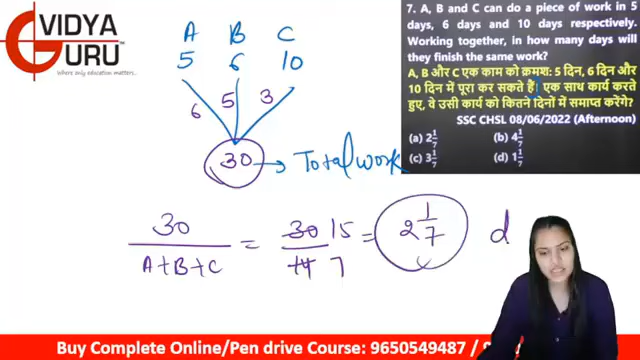 VIDYA
GURU
Where only education matters...
A B C
5 6 10
6 5 3
30 → Total work
30 / A+B+C = 30 15 / 14 7 = 2 1/7 d
7. A, B and C can do a piece of work in 5
days, 6 days and 10 days respectively.
Working together, in how many days will
they finish the same work?
A, B और C एक काम को क्रमशः 5 दिन, 6 दिन और
10 दिन में पूरा कर सकते हैं। एक साथ कार्य करते
हुए, वे उसी कार्य को कितने दिनों में समाप्त करेंगे?
SSC CHSL 08/06/2022 (Afternoon)
(a) 2 1/7 (b) 4 1/7
(c) 3 1/7 (d) 1 1/7
Buy Complete Online/Pen drive Course: 9650549487 /